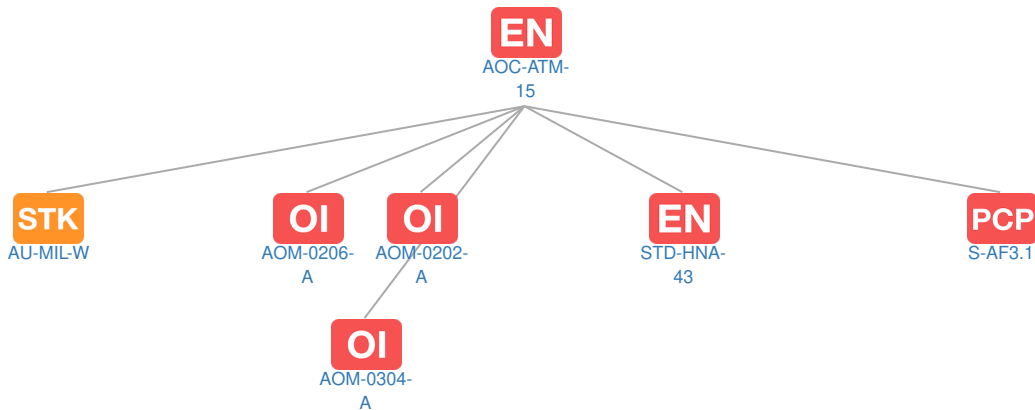 EN
AOC-ATM-
15
STK
AU-MIL-W
OI
AOM-0206-
A
OI
AOM-0202-
A
EN
STD-HNA-
43
PCP
S-AF3.1
OI
AOM-0304-
A